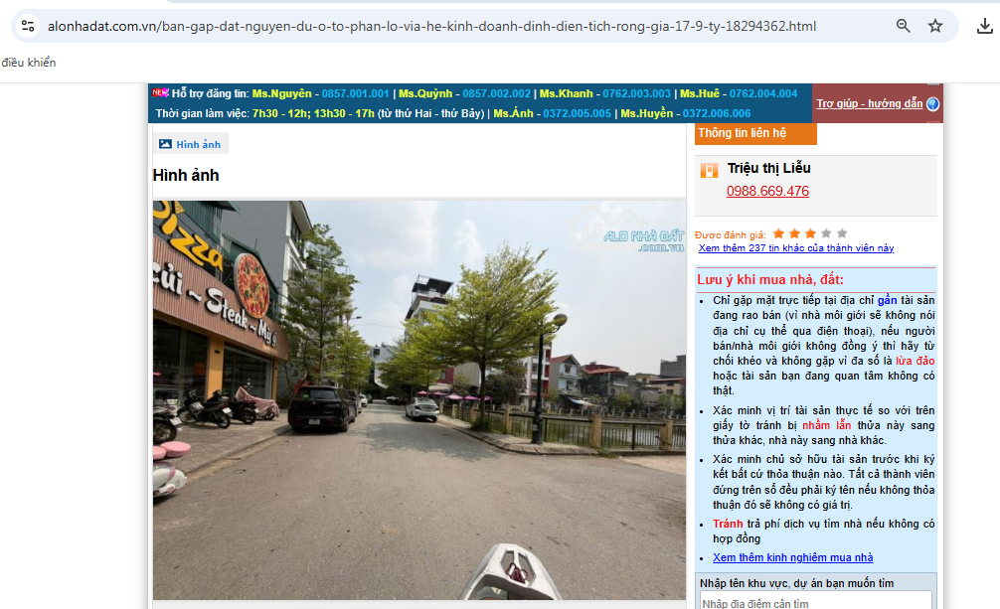 alonhadat.com.vn/ban-gap-dat-nguyen-du-o-to-phan-lo-via-he-kinh-doanh-dinh-dien-tich-rong-gia-17-9-ty-18294362.html
điều khiển
NEW Hỗ trợ đăng tin: Ms.Nguyên - 0857.001.001 | Ms.Quỳnh - 0857.002.002 | Ms.Khanh - 0762.003.003 | Ms.Huê - 0762.004.004
Thời gian làm việc: 7h30 - 12h; 13h30 - 17h (từ thứ Hai - thứ Bảy) | Ms.Ánh - 0372.005.005 | Ms.Huyền - 0372.006.006
Trợ giúp - hướng dẫn ?
Hình ảnh
Hình ảnh
pizza
củi ~ Steak ~ Mỳ ý
ALO NHÀ ĐẤT
.com.vn
Thông tin liên hệ
Triệu thị Liễu
0988.669.476
Được đánh giá:
Xem thêm 237 tin khác của thành viên này
Lưu ý khi mua nhà, đất:
• Chỉ gặp mặt trực tiếp tại địa chỉ gần tài sản
đang rao bán (vì nhà môi giới sẽ không nói
địa chỉ cụ thể qua điện thoại), nếu người
bán/nhà môi giới không đồng ý thì hãy từ
chối khéo và không gặp vì đa số là lừa đảo
hoặc tài sản bạn đang quan tâm không có
thật.
• Xác minh vị trí tài sản thực tế so với trên
giấy tờ tránh bị nhầm lẫn thửa này sang
thửa khác, nhà này sang nhà khác.
• Xác minh chủ sở hữu tài sản trước khi ký
kết bất cứ thỏa thuận nào. Tất cả thành viên
đứng trên sổ đều phải ký tên nếu không thỏa
thuận đó sẽ không có giá trị.
• Tránh trả phí dịch vụ tìm nhà nếu không có
hợp đồng
• Xem thêm kinh nghiệm mua nhà
Nhập tên khu vực, dự án bạn muốn tìm
Nhập địa điểm cần tìm